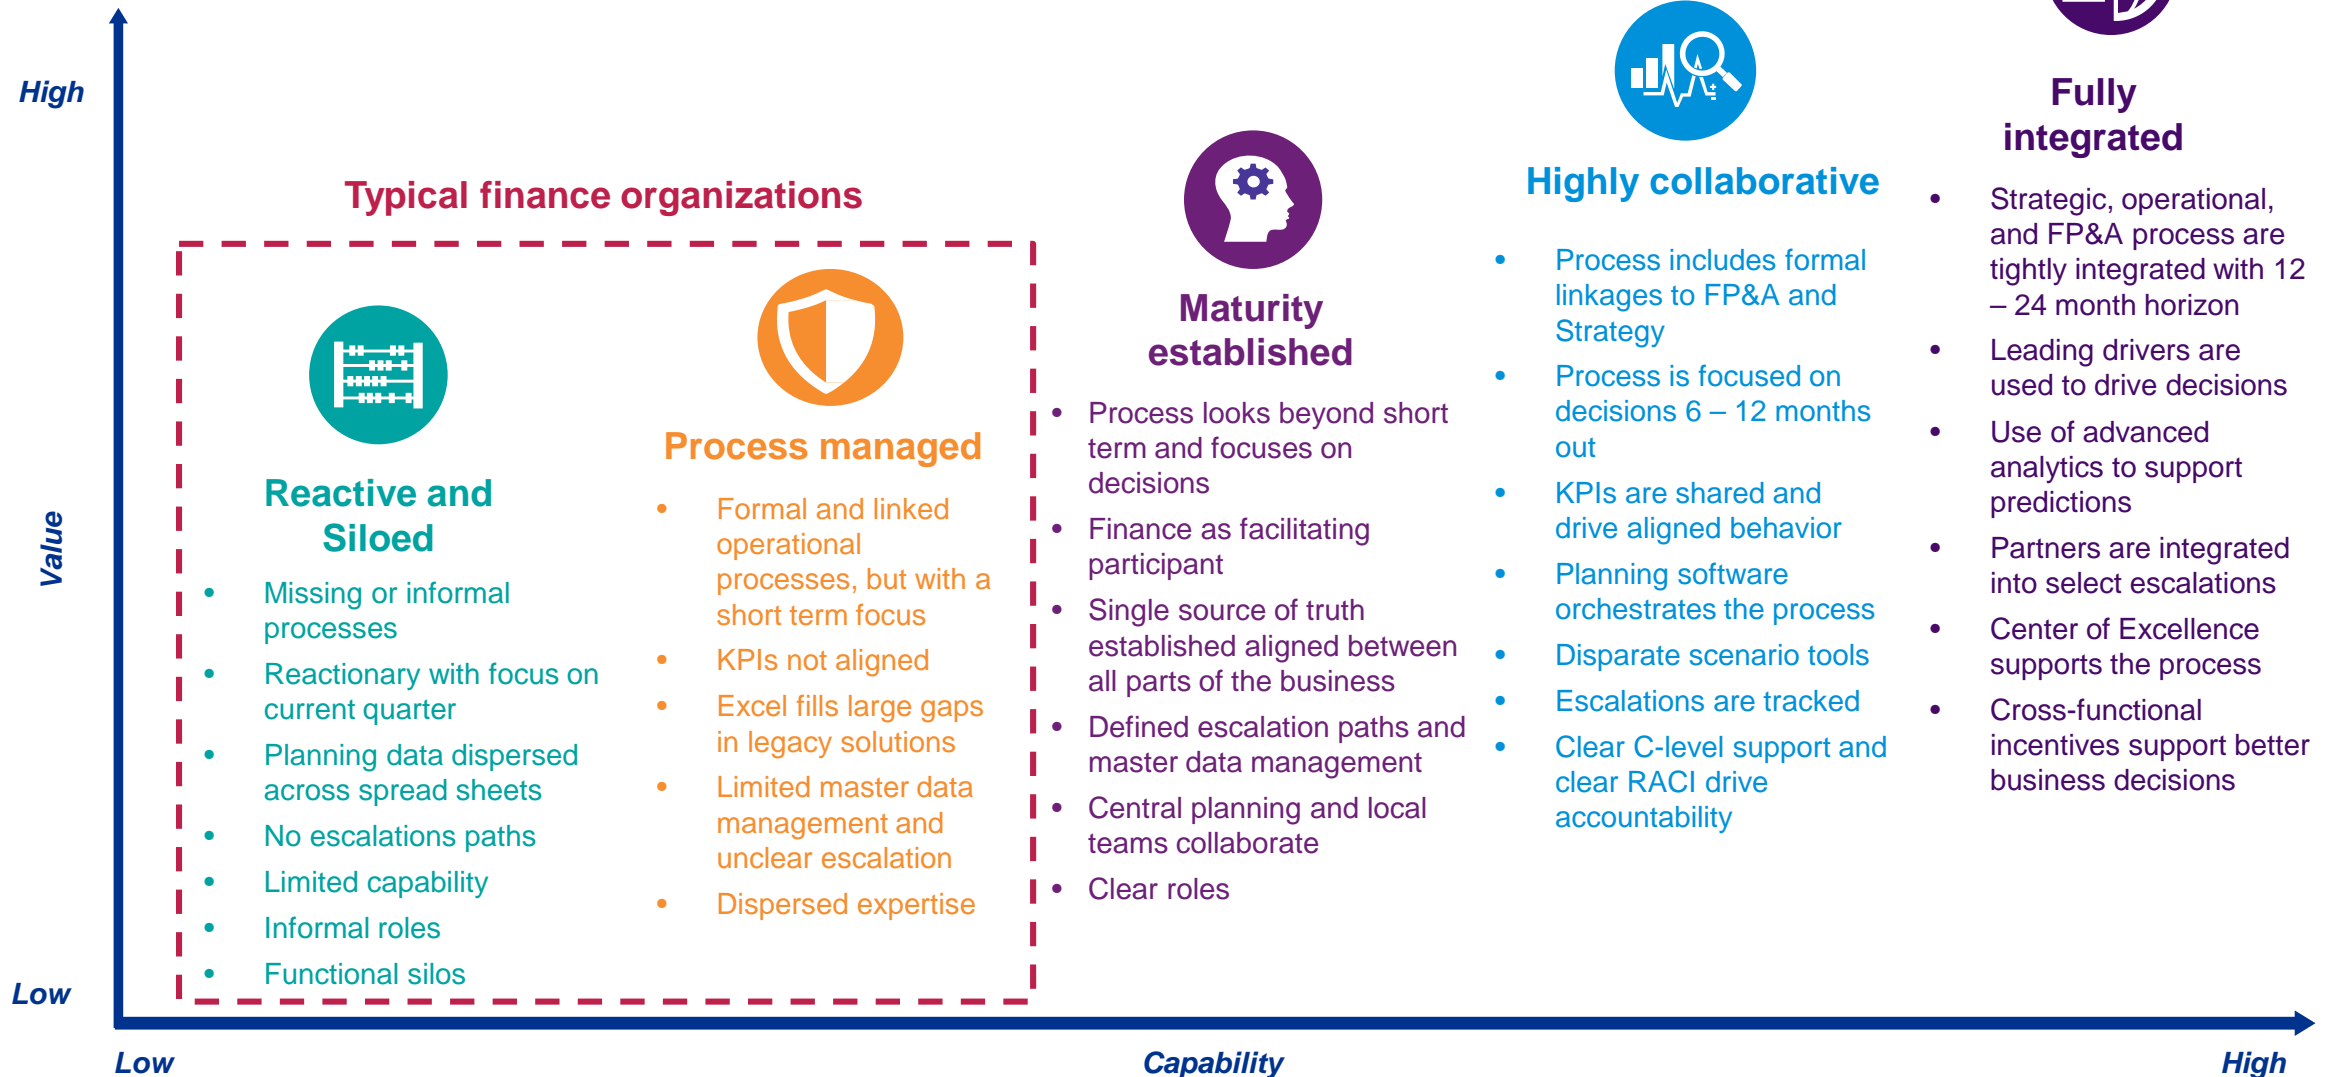 High
Value
Low
Typical finance organizations
Reactive and
Siloed
• Missing or informal
processes
• Reactionary with focus on
current quarter
• Planning data dispersed
across spread sheets
• No escalations paths
• Limited capability
• Informal roles
• Functional silos
Process managed
• Formal and linked
operational
processes, but with a
short term focus
• KPIs not aligned
• Excel fills large gaps
in legacy solutions
• Limited master data
management and
unclear escalation
• Dispersed expertise
Maturity
established
• Process looks beyond short
term and focuses on
decisions
• Finance as facilitating
participant
• Single source of truth
established aligned between
all parts of the business
• Defined escalation paths and
master data management
• Central planning and local
teams collaborate
• Clear roles
Highly collaborative
• Process includes formal
linkages to FP&A and
Strategy
• Process is focused on
decisions 6 – 12 months
out
• KPIs are shared and
drive aligned behavior
• Planning software
orchestrates the process
• Disparate scenario tools
• Escalations are tracked
• Clear C-level support and
clear RACI drive
accountability
Fully
integrated
• Strategic, operational,
and FP&A process are
tightly integrated with 12
– 24 month horizon
• Leading drivers are
used to drive decisions
• Use of advanced
analytics to support
predictions
• Partners are integrated
into select escalations
• Center of Excellence
supports the process
• Cross-functional
incentives support better
business decisions
Low
Capability
High